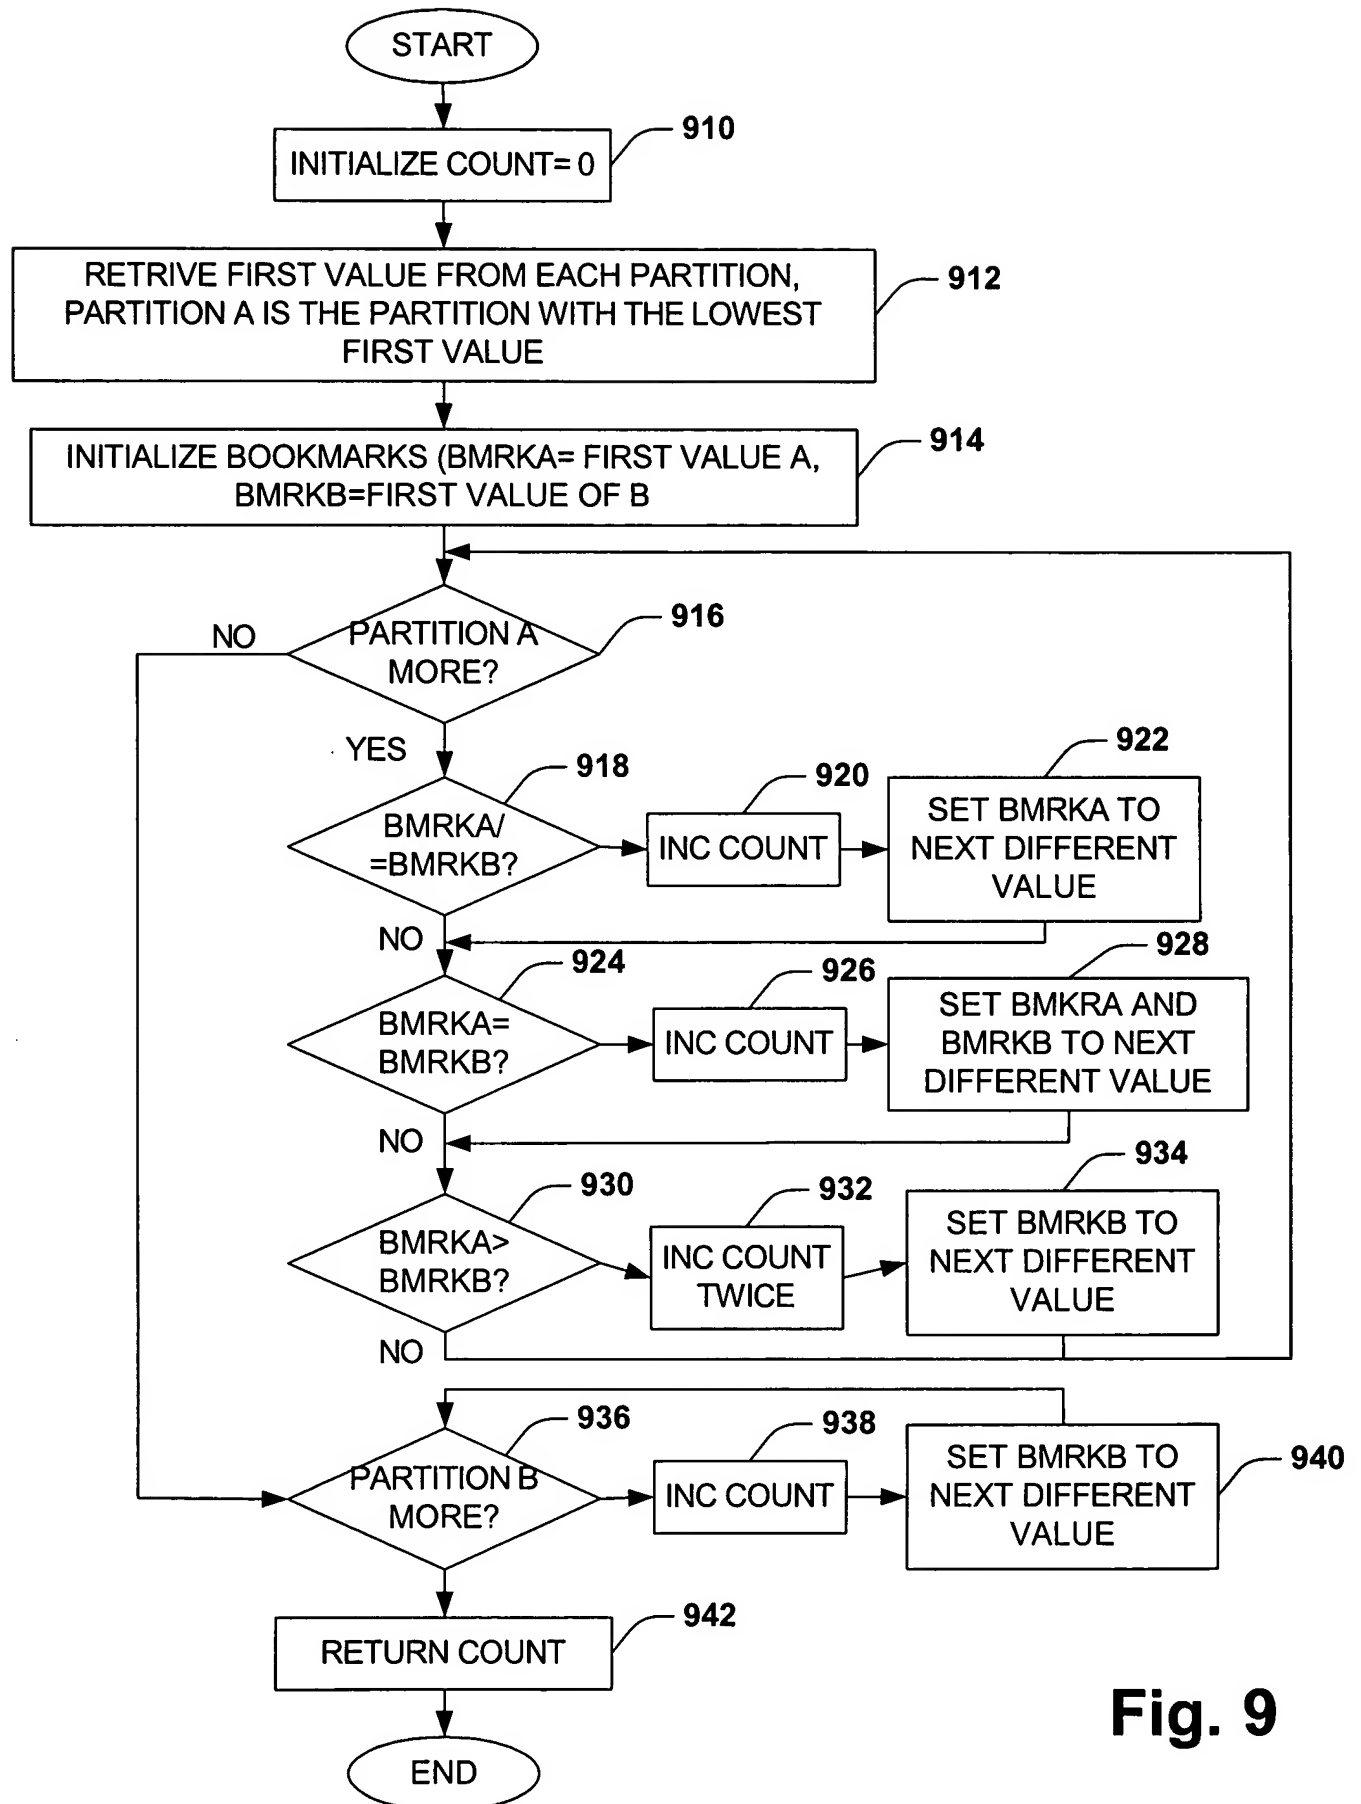 START
910
INITIALIZE COUNT= 0
RETRIVE FIRST VALUE FROM EACH PARTITION,
PARTITION A IS THE PARTITION WITH THE LOWEST
FIRST VALUE
912
INITIALIZE BOOKMARKS (BMRKA= FIRST VALUE A,
BMRKB=FIRST VALUE OF B
914
916
NO
PARTITION A
MORE?
YES
918
BMRKA/
=BMRKB?
920
INC COUNT
922
SET BMRKA TO
NEXT DIFFERENT
VALUE
NO
924
BMRKA=
BMRKB?
926
INC COUNT
928
SET BMKRA AND
BMRKB TO NEXT
DIFFERENT VALUE
NO
930
BMRKA>
BMRKB?
932
INC COUNT
TWICE
934
SET BMRKB TO
NEXT DIFFERENT
VALUE
NO
936
PARTITION B
MORE?
938
INC COUNT
SET BMRKB TO
NEXT DIFFERENT
VALUE
940
942
RETURN COUNT
END
Fig. 9